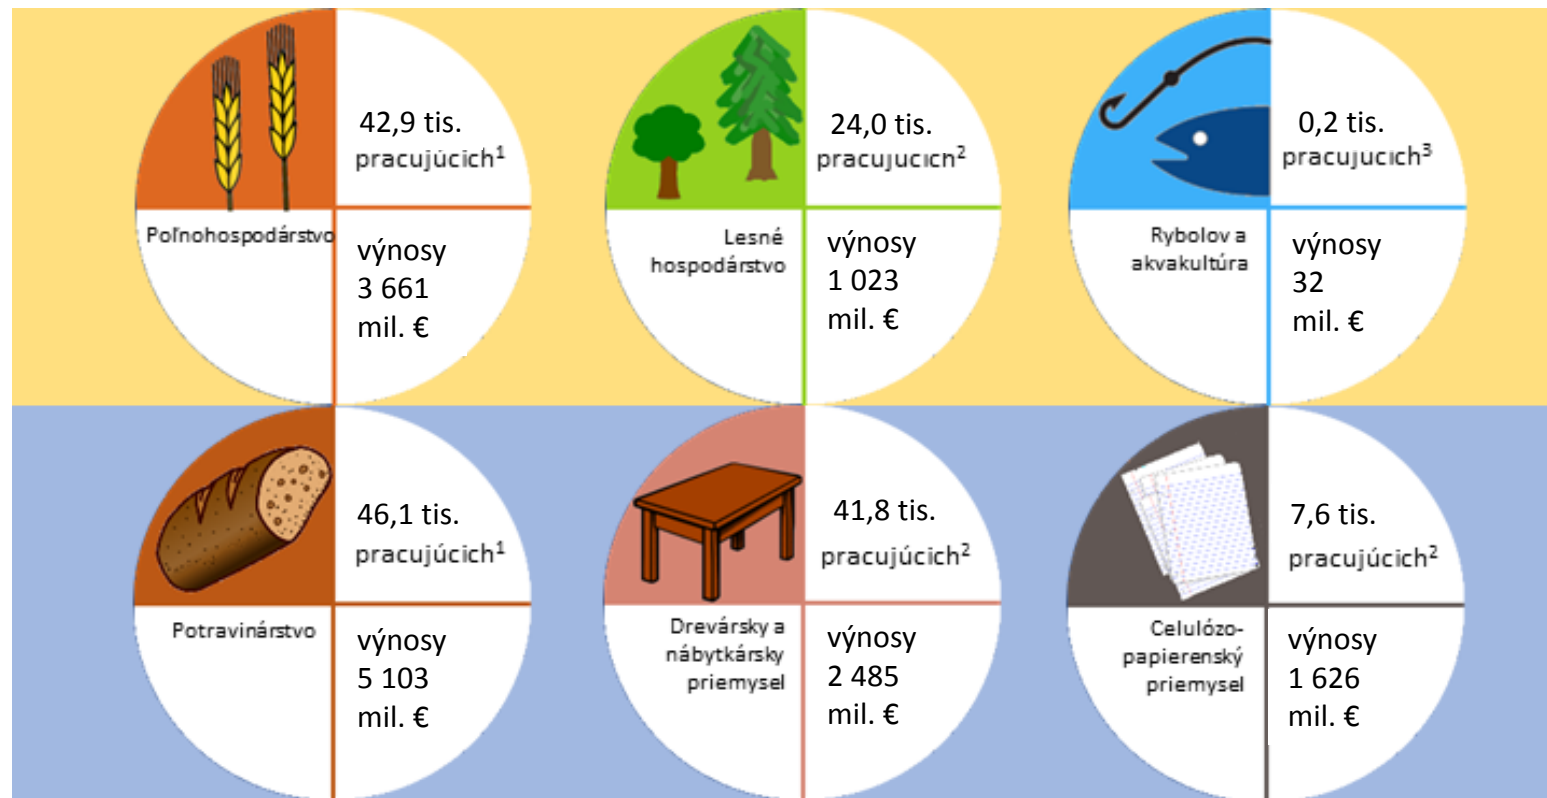 42,9 tis.
pracujúcich¹
Poľnohospodárstvo
výnosy
3 661
mil. €
24,0 tis.
pracujucich²
Lesné
hospodárstvo
výnosy
1 023
mil. €
0,2 tis.
pracujucich³
Rybolov a
akvakultúra
výnosy
32
mil. €
46,1 tis.
pracujúcich¹
Potravinárstvo
výnosy
5 103
mil. €
41,8 tis.
pracujúcich²
Drevársky a
nábytkársky
priemysel
výnosy
2 485
mil. €
7,6 tis.
pracujúcich²
Celulózo-
papierenský
priemysel
výnosy
1 626
mil. €